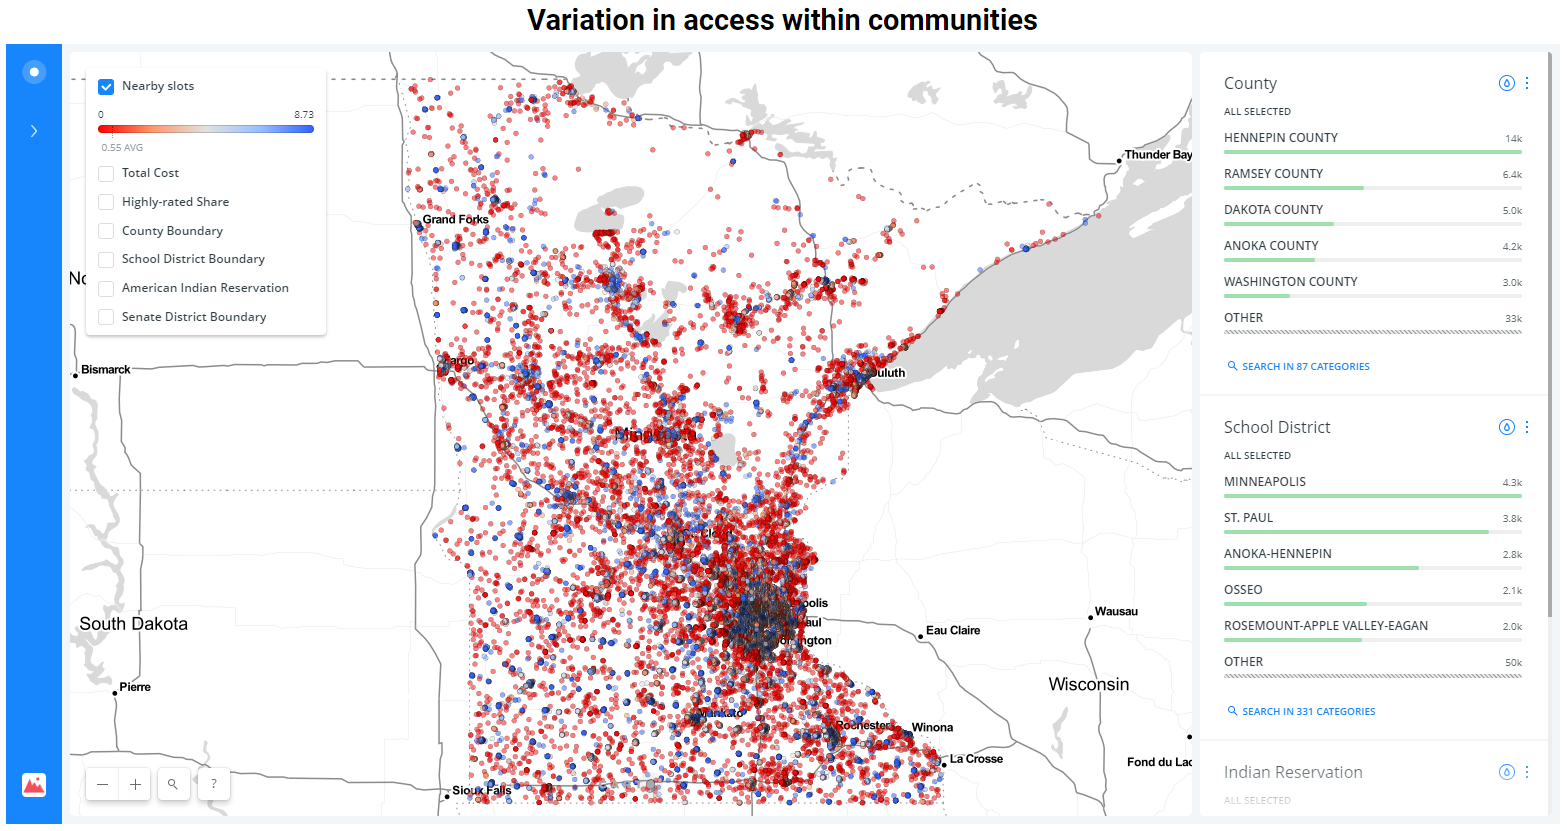 Variation in access within communities
Nearby slots
0 8.73
0.55 AVG
Total Cost
Highly-rated Share
County Boundary
School District Boundary
American Indian Reservation
Senate District Boundary
Thunder Bay
Grand Forks
Bismarck
Fargo
Duluth
Minnesota
St. Cloud
South Dakota
Pierre
Sioux Falls
Mankato
Rochester
Winona
La Crosse
Eau Claire
Wausau
Wisconsin
Fond du Lac
?
County
ALL SELECTED
HENNEPIN COUNTY 14k
RAMSEY COUNTY 6.4k
DAKOTA COUNTY 5.0k
ANOKA COUNTY 4.2k
WASHINGTON COUNTY 3.0k
OTHER 33k
SEARCH IN 87 CATEGORIES
School District
ALL SELECTED
MINNEAPOLIS 4.3k
ST. PAUL 3.8k
ANOKA-HENNEPIN 2.8k
OSSEO 2.1k
ROSEMOUNT-APPLE VALLEY-EAGAN 2.0k
OTHER 50k
SEARCH IN 331 CATEGORIES
Indian Reservation
ALL SELECTED